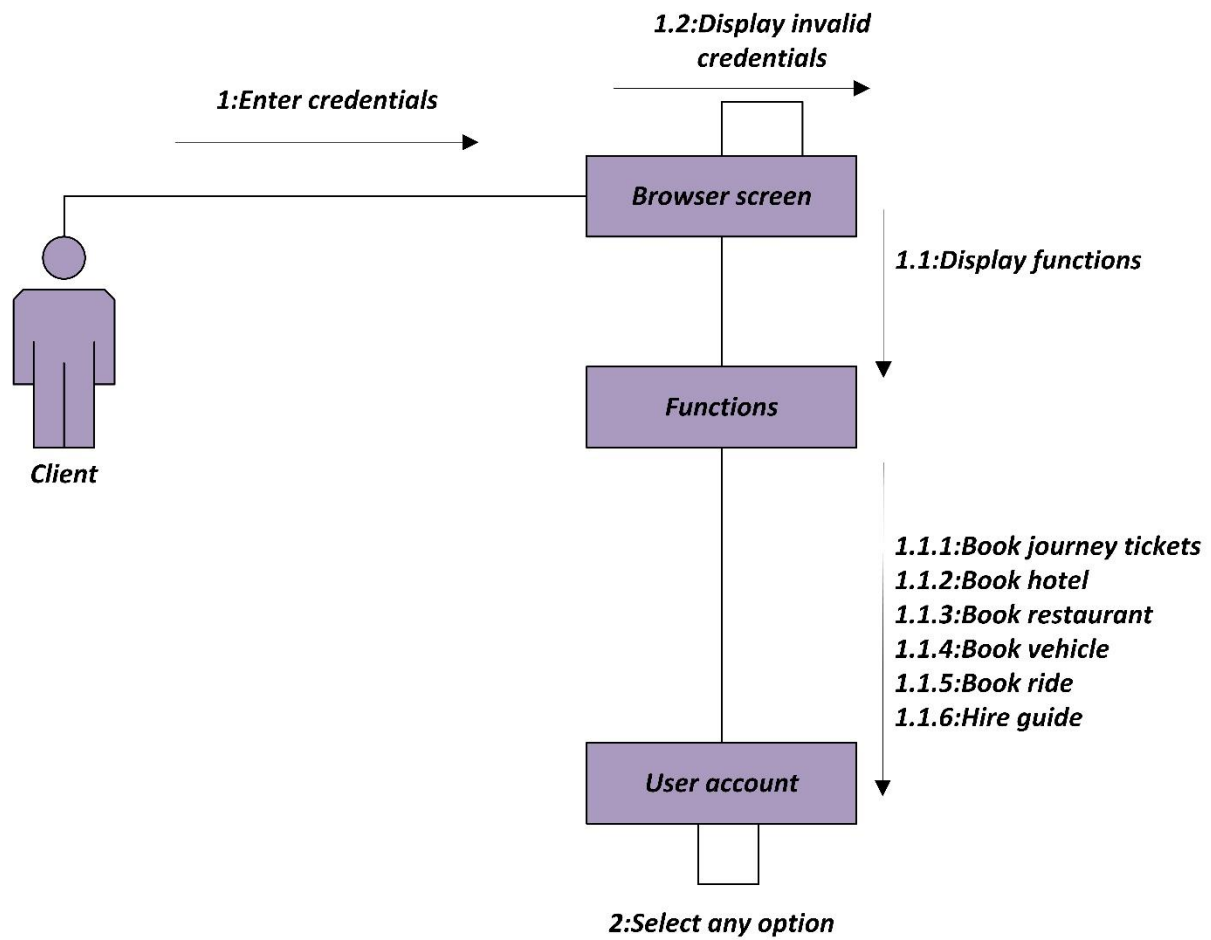 1.2:Display invalid
credentials
1:Enter credentials
Browser screen
1.1:Display functions
Functions
Client
1.1.1:Book journey tickets
1.1.2:Book hotel
1.1.3:Book restaurant
1.1.4:Book vehicle
1.1.5:Book ride
1.1.6:Hire guide
User account
2:Select any option